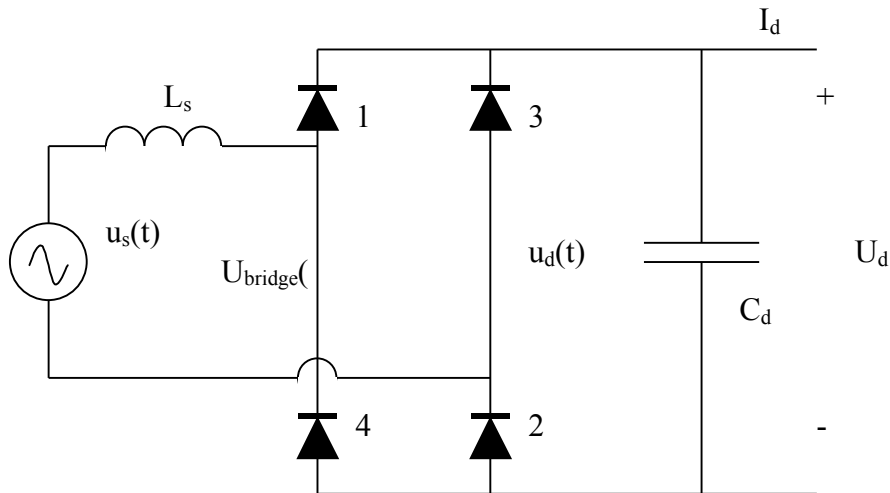 I_d
L_s
1
3
+
u_s(t)
U_bridge(
u_d(t)
U_d
C_d
4
2
-